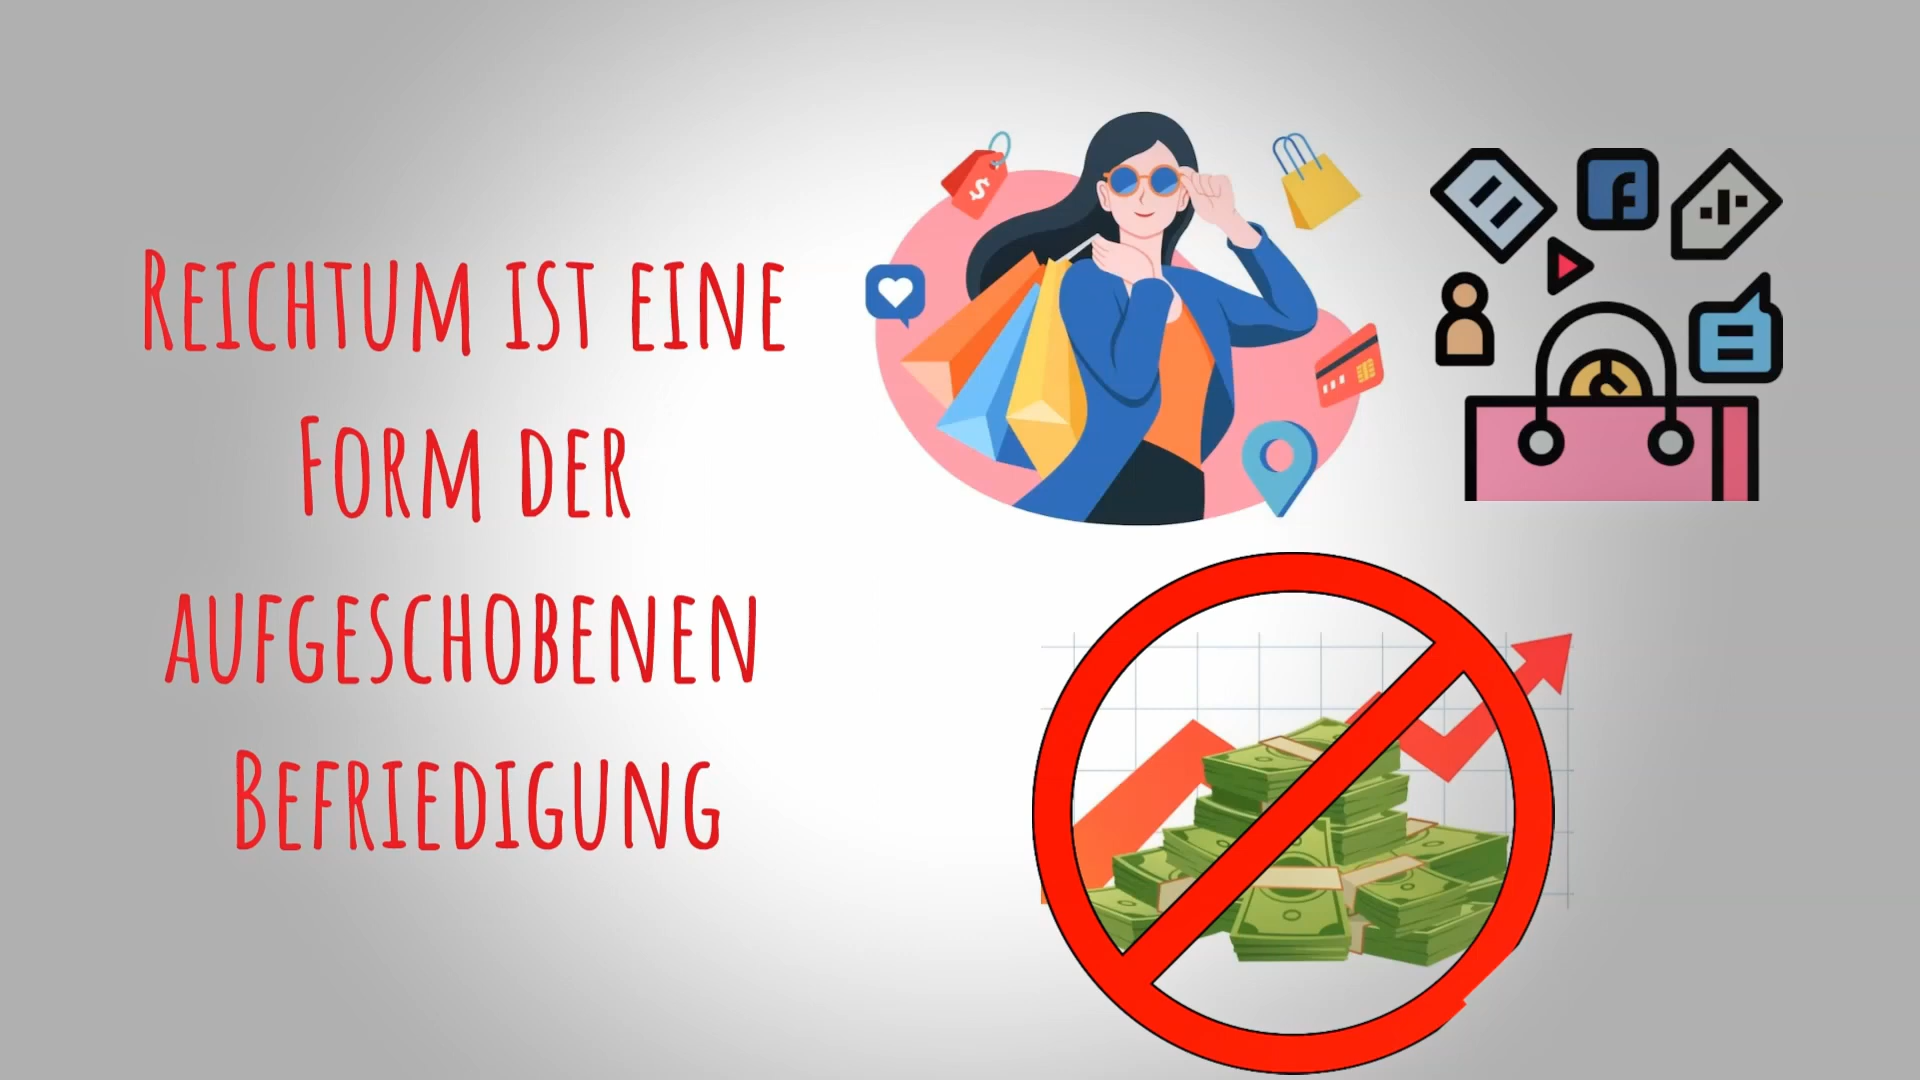 Reichtum ist eine
Form der
aufgeschobenen
Befriedigung